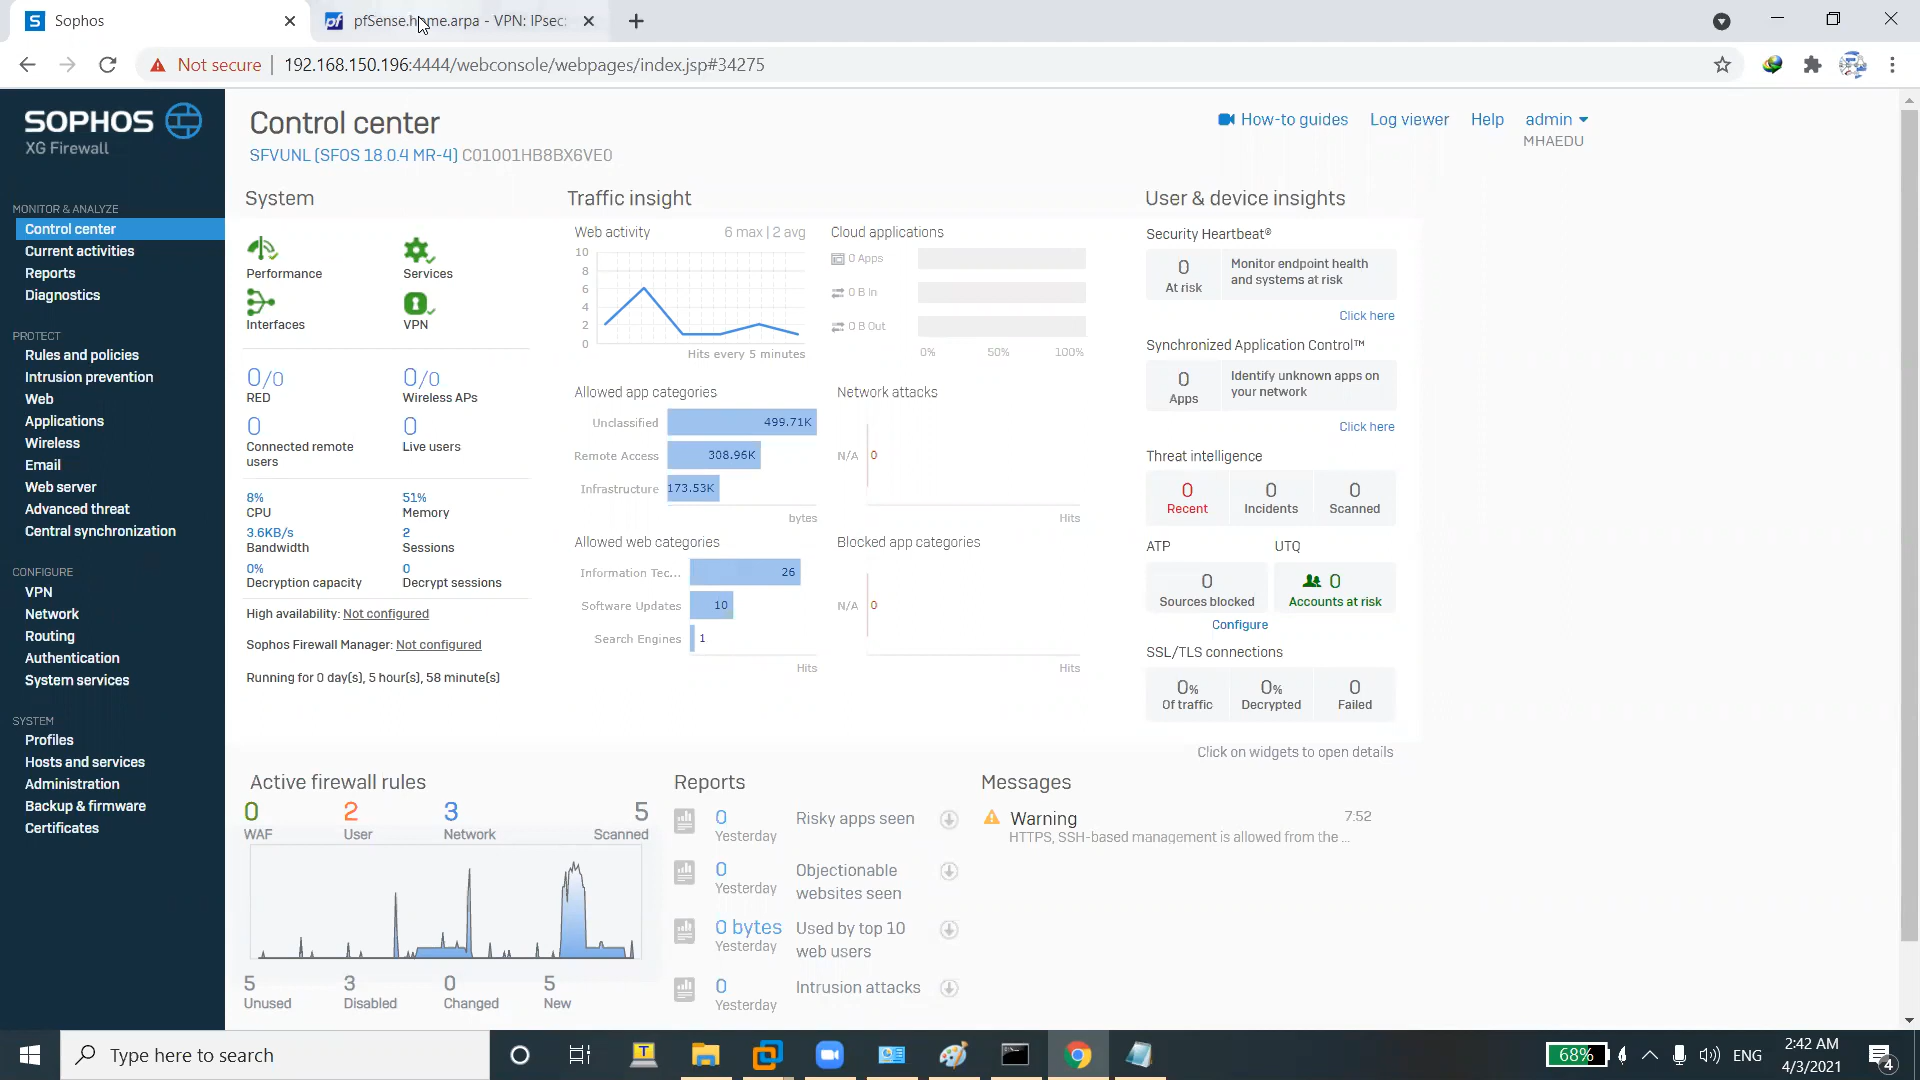 Sophos
pfSense.home.arpa - VPN: IPsec:
Not secure
192.168.150.196:4444/webconsole/webpages/index.jsp#34275
SOPHOS
XG Firewall
MONITOR & ANALYZE
Control center
Current activities
Reports
Diagnostics
PROTECT
Rules and policies
Intrusion prevention
Web
Applications
Wireless
Email
Web server
Advanced threat
Central synchronization
CONFIGURE
VPN
Network
Routing
Authentication
System services
SYSTEM
Profiles
Hosts and services
Administration
Backup & firmware
Certificates
Control center
SFVUNL (SFOS 18.0.4 MR-4) C01001HB8BX6VE0
How-to guides
Log viewer
Help
admin
MHAEDU
System
Performance
Services
Interfaces
VPN
0/0
RED
0/0
Wireless APs
0
Connected remote
users
0
Live users
8%
CPU
51%
Memory
3.6KB/s
Bandwidth
2
Sessions
0%
Decryption capacity
0
Decrypt sessions
High availability: Not configured
Sophos Firewall Manager: Not configured
Running for 0 day(s), 5 hour(s), 58 minute(s)
Traffic insight
Web activity
6 max | 2 avg
10
8
6
4
2
0
Hits every 5 minutes
Cloud applications
0 Apps
0 B In
0 B Out
0%
50%
100%
Allowed app categories
Unclassified 499.71K
Remote Access 308.96K
Infrastructure 173.53K
bytes
Network attacks
N/A 0
Hits
Allowed web categories
Information Tec... 26
Software Updates 10
Search Engines 1
Hits
Blocked app categories
N/A 0
Hits
User & device insights
Security Heartbeat®
0
At risk
Monitor endpoint health
and systems at risk
Click here
Synchronized Application Control™
0
Apps
Identify unknown apps on
your network
Click here
Threat intelligence
0
Recent
0
Incidents
0
Scanned
ATP
UTQ
0
Sources blocked
0
Accounts at risk
Configure
SSL/TLS connections
0%
Of traffic
0%
Decrypted
0
Failed
Click on widgets to open details
Active firewall rules
0
WAF
2
User
3
Network
5
Scanned
5
Unused
3
Disabled
0
Changed
5
New
Reports
0
Yesterday
Risky apps seen
0
Yesterday
Objectionable
websites seen
0 bytes
Yesterday
Used by top 10
web users
0
Yesterday
Intrusion attacks
Messages
Warning
7.52
HTTPS, SSH-based management is allowed from the ...
Type here to search
68%
ENG
2:42 AM
4/3/2021
4